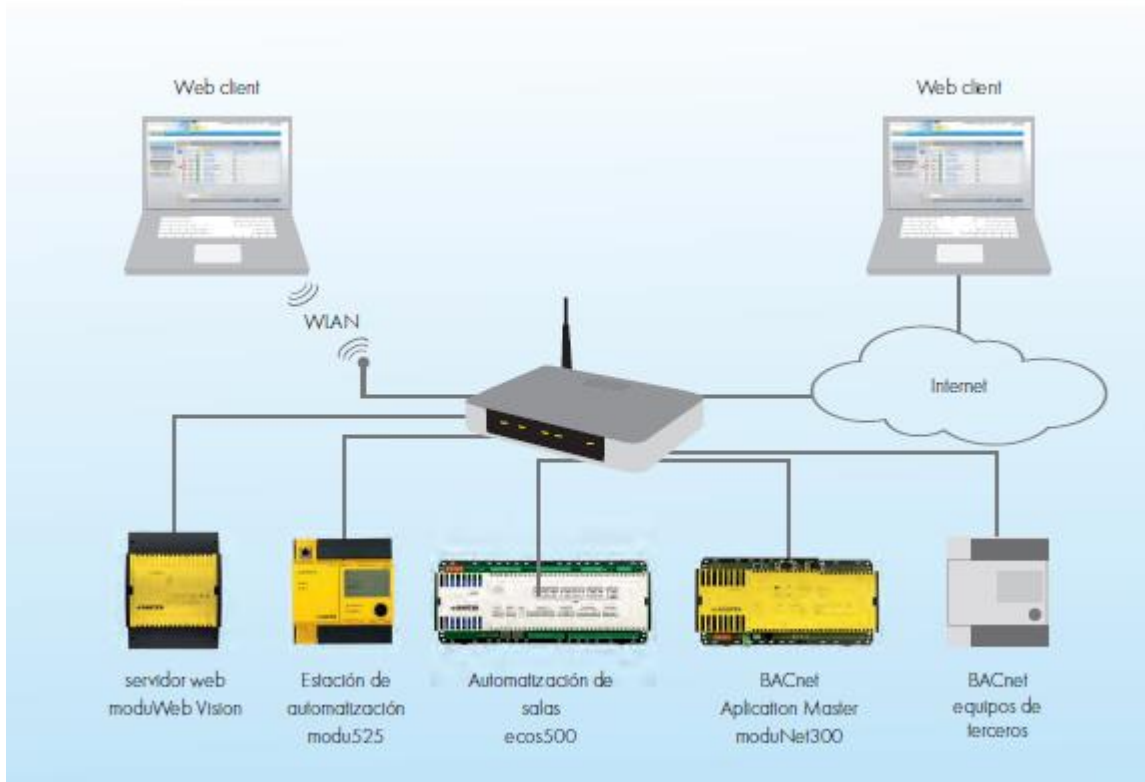 Web client
Web client
WLAN
Internet
servidor web
moduWeb Vision
Estación de
automatización
modu525
Automatización de
salas
ecos500
BACnet
Aplication Master
moduNet300
BACnet
equipos de
terceros